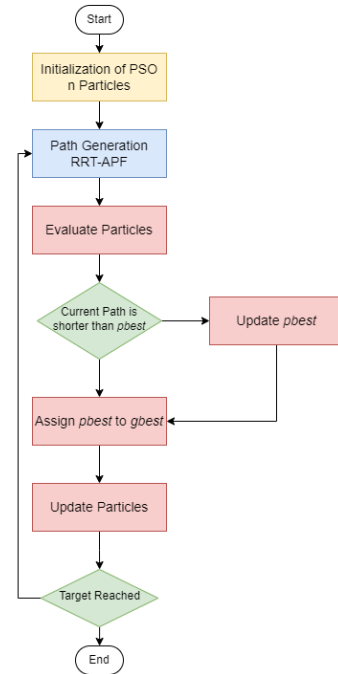 Start
Initialization of PSO
n Particles
Path Generation
RRT-APF
Evaluate Particles
Current Path is
shorter than pbest
Update pbest
Assign pbest to gbest
Update Particles
Target Reached
End